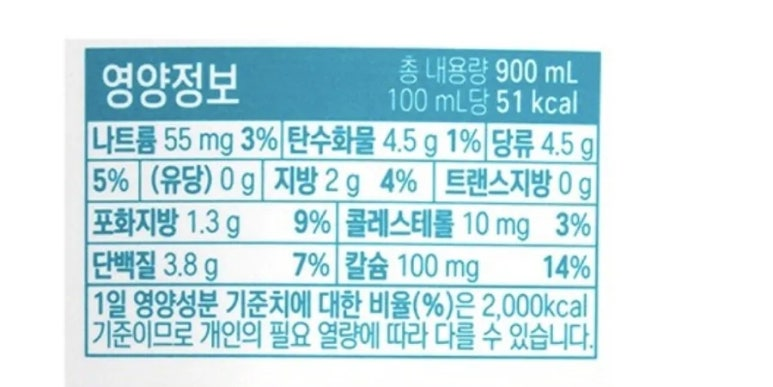 영양정보
총 내용량 900 mL
100 mL당 51 kcal
나트륨 55 mg 3% 탄수화물 4.5 g 1% 당류 4.5 g
5% (유당) 0 g 지방 2 g 4% 트랜스지방 0 g
포화지방 1.3 g 9% 콜레스테롤 10 mg 3%
단백질 3.8 g 7% 칼슘 100 mg 14%
1일 영양성분 기준치에 대한 비율(%)은 2,000kcal
기준이므로 개인의 필요 열량에 따라 다를 수 있습니다.